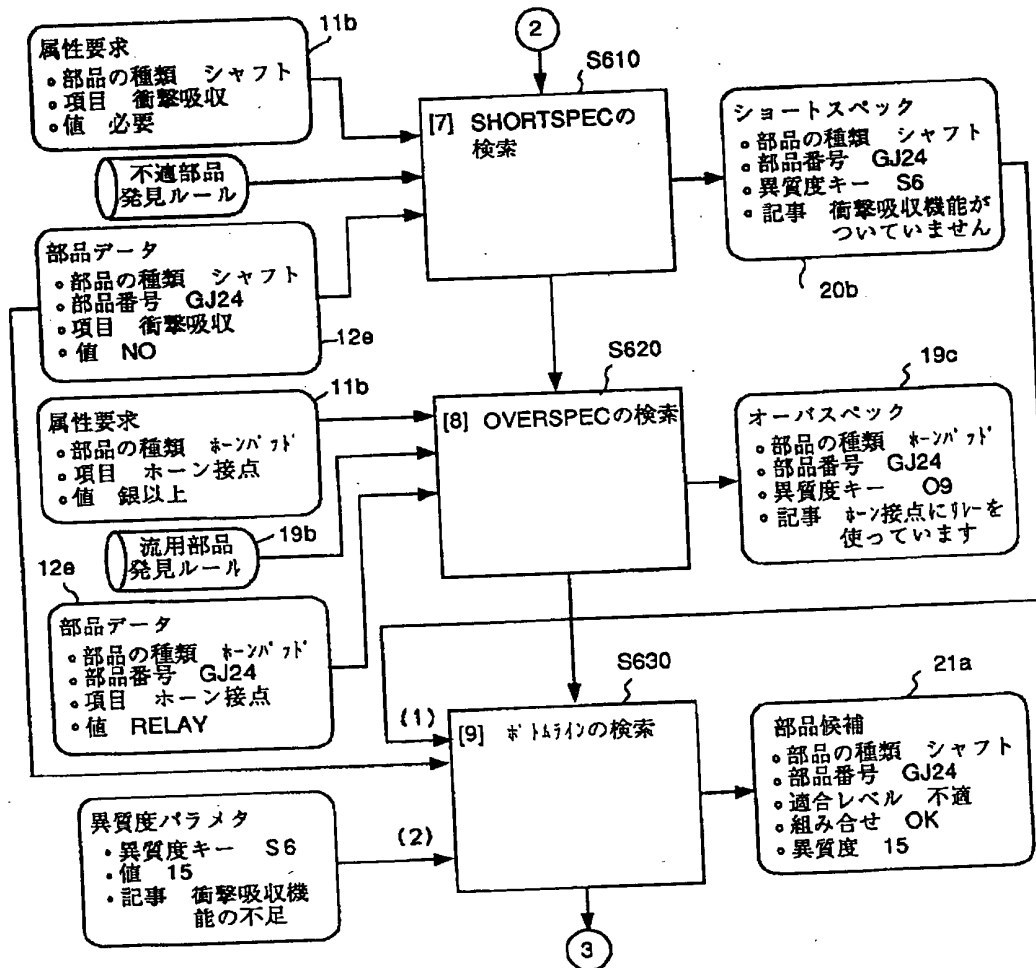 11b
属性要求
◦部品の種類 シャフト
◦項目 衝撃吸収
◦値 必要
不適部品
発見ルール
部品データ
◦部品の種類 シャフト
◦部品番号 GJ24
◦項目 衝撃吸収
◦値 NO
12e
2
S610
[7] SHORTSPECの
検索
ショートスペック
◦部品の種類 シャフト
◦部品番号 GJ24
◦異質度キー S6
◦記事 衝撃吸収機能が
ついていません
20b
11b
属性要求
◦部品の種類 ホーンパッド
◦項目 ホーン接点
◦値 銀以上
19b
流用部品
発見ルール
12e
部品データ
◦部品の種類 ホーンパッド
◦部品番号 GJ24
◦項目 ホーン接点
◦値 RELAY
S620
[8] OVERSPECの検索
19c
オーバスペック
◦部品の種類 ホーンパッド
◦部品番号 GJ24
◦異質度キー O9
◦記事 ホーン接点にリレーを
使っています
異質度パラメタ
・異質度キー S6
・値 15
・記事 衝撃吸収機
能の不足
(1)
(2)
S630
[9] ボトムラインの検索
21a
部品候補
◦部品の種類 シャフト
◦部品番号 GJ24
◦適合レベル 不適
◦組み合せ OK
◦異質度 15
3